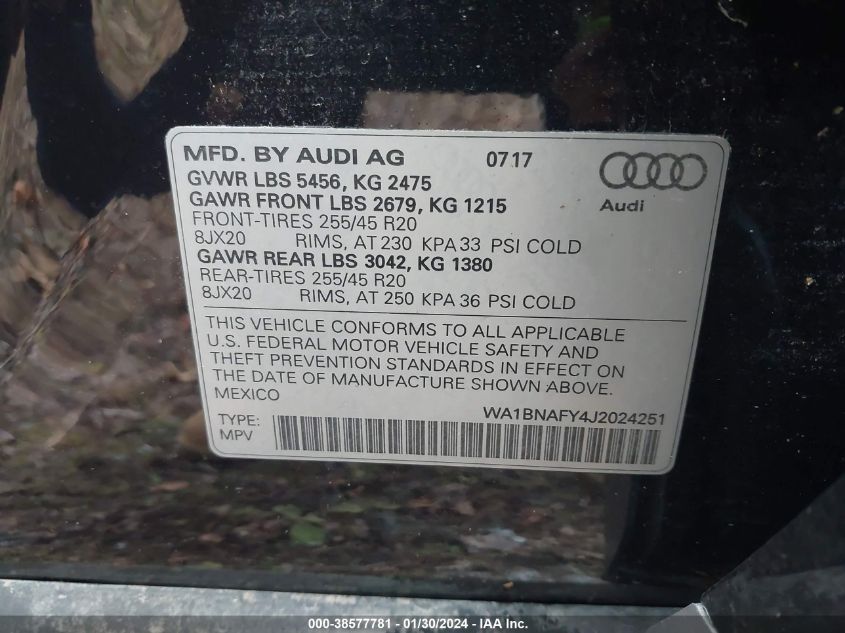 MFD. BY AUDI AG 0717
GVWR LBS 5456, KG 2475
GAWR FRONT LBS 2679, KG 1215
FRONT-TIRES 255/45 R20
8JX20 RIMS, AT 230 KPA 33 PSI COLD
GAWR REAR LBS 3042, KG 1380
REAR-TIRES 255/45 R20
8JX20 RIMS, AT 250 KPA 36 PSI COLD
Audi
THIS VEHICLE CONFORMS TO ALL APPLICABLE
U.S. FEDERAL MOTOR VEHICLE SAFETY AND
THEFT PREVENTION STANDARDS IN EFFECT ON
THE DATE OF MANUFACTURE SHOWN ABOVE.
MEXICO
WA1BNAFY4J2024251
TYPE:
MPV
000-38577781 - 01/30/2024 - IAA Inc.